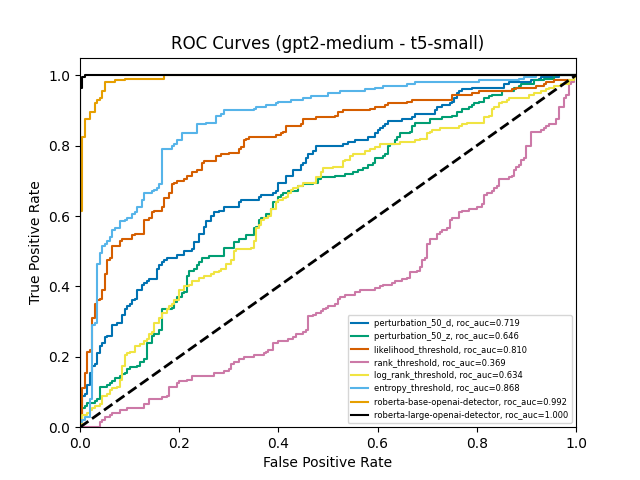 ROC Curves (gpt2-medium - t5-small)
True Positive Rate
1.0
0.8
0.6
0.4
0.2
0.0
perturbation_50_d, roc_auc=0.719
perturbation_50_z, roc_auc=0.646
likelihood_threshold, roc_auc=0.810
rank_threshold, roc_auc=0.369
log_rank_threshold, roc_auc=0.634
entropy_threshold, roc_auc=0.868
roberta-base-openai-detector, roc_auc=0.992
roberta-large-openai-detector, roc_auc=1.000
0.0 0.2 0.4 0.6 0.8 1.0
False Positive Rate